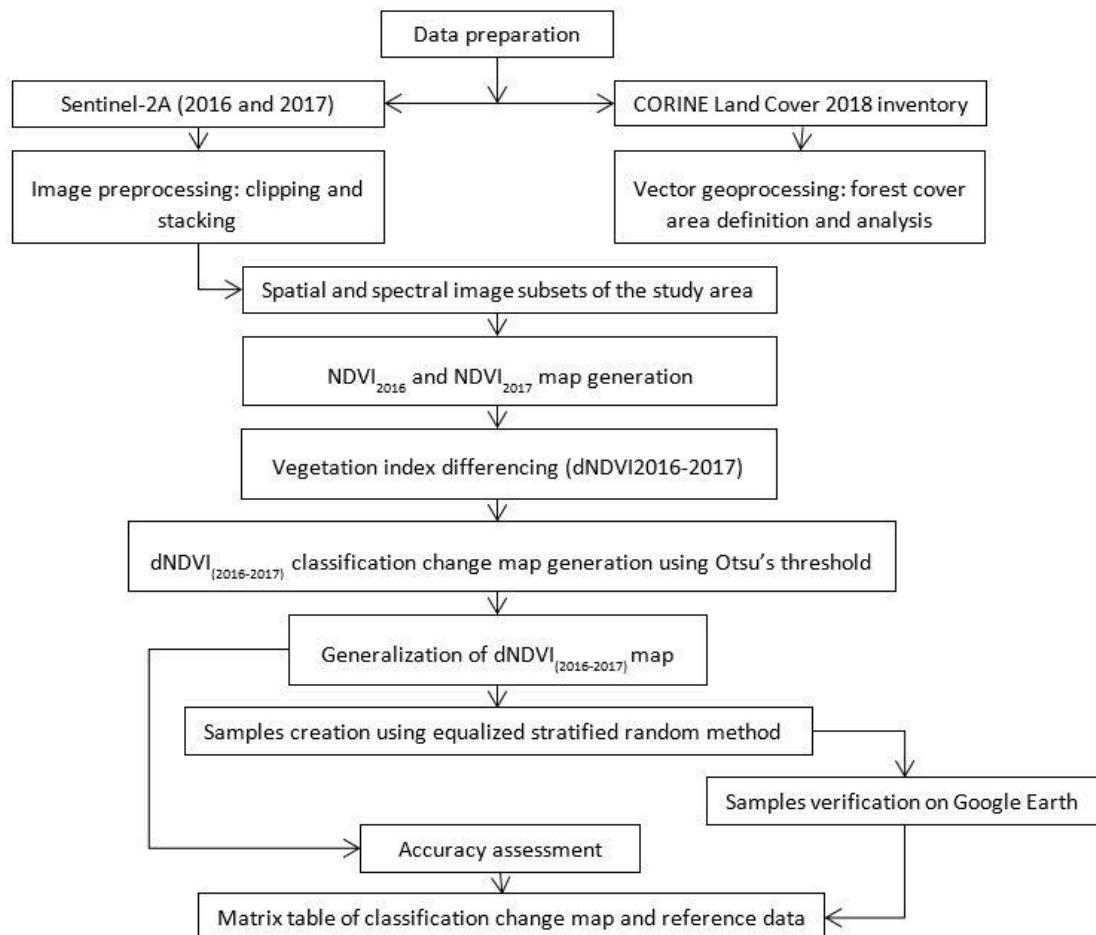 Data preparation
Sentinel-2A (2016 and 2017)
CORINE Land Cover 2018 inventory
Image preprocessing: clipping and
stacking
Vector geoprocessing: forest cover
area definition and analysis
Spatial and spectral image subsets of the study area
NDVI2016 and NDVI2017 map generation
Vegetation index differencing (dNDVI2016-2017)
dNDVI(2016-2017) classification change map generation using Otsu’s threshold
Generalization of dNDVI(2016-2017) map
Samples creation using equalized stratified random method
Samples verification on Google Earth
Accuracy assessment
Matrix table of classification change map and reference data